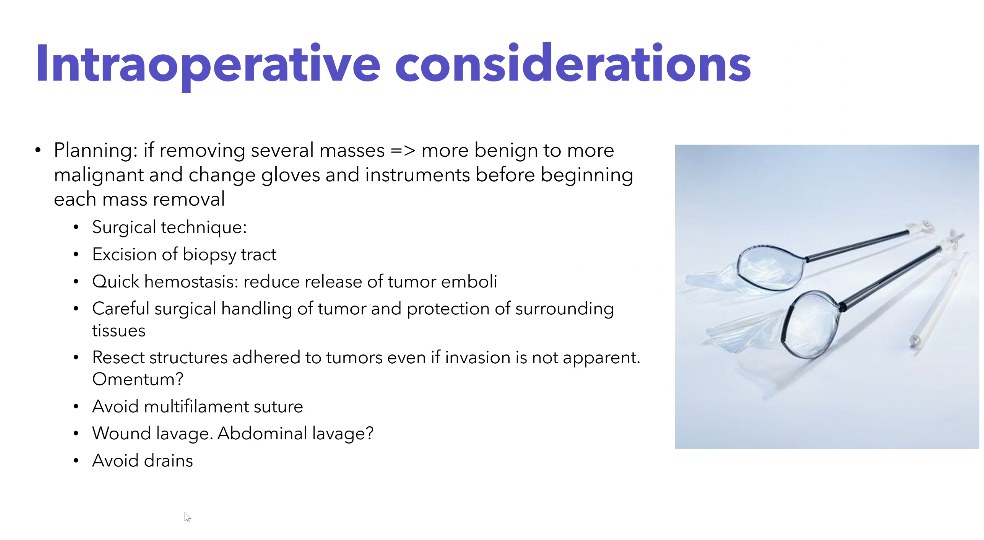 Intraoperative considerations
• Planning: if removing several masses => more benign to more
malignant and change gloves and instruments before beginning
each mass removal
• Surgical technique:
• Excision of biopsy tract
• Quick hemostasis: reduce release of tumor emboli
• Careful surgical handling of tumor and protection of surrounding
tissues
• Resect structures adhered to tumors even if invasion is not apparent.
Omentum?
• Avoid multifilament suture
• Wound lavage. Abdominal lavage?
• Avoid drains